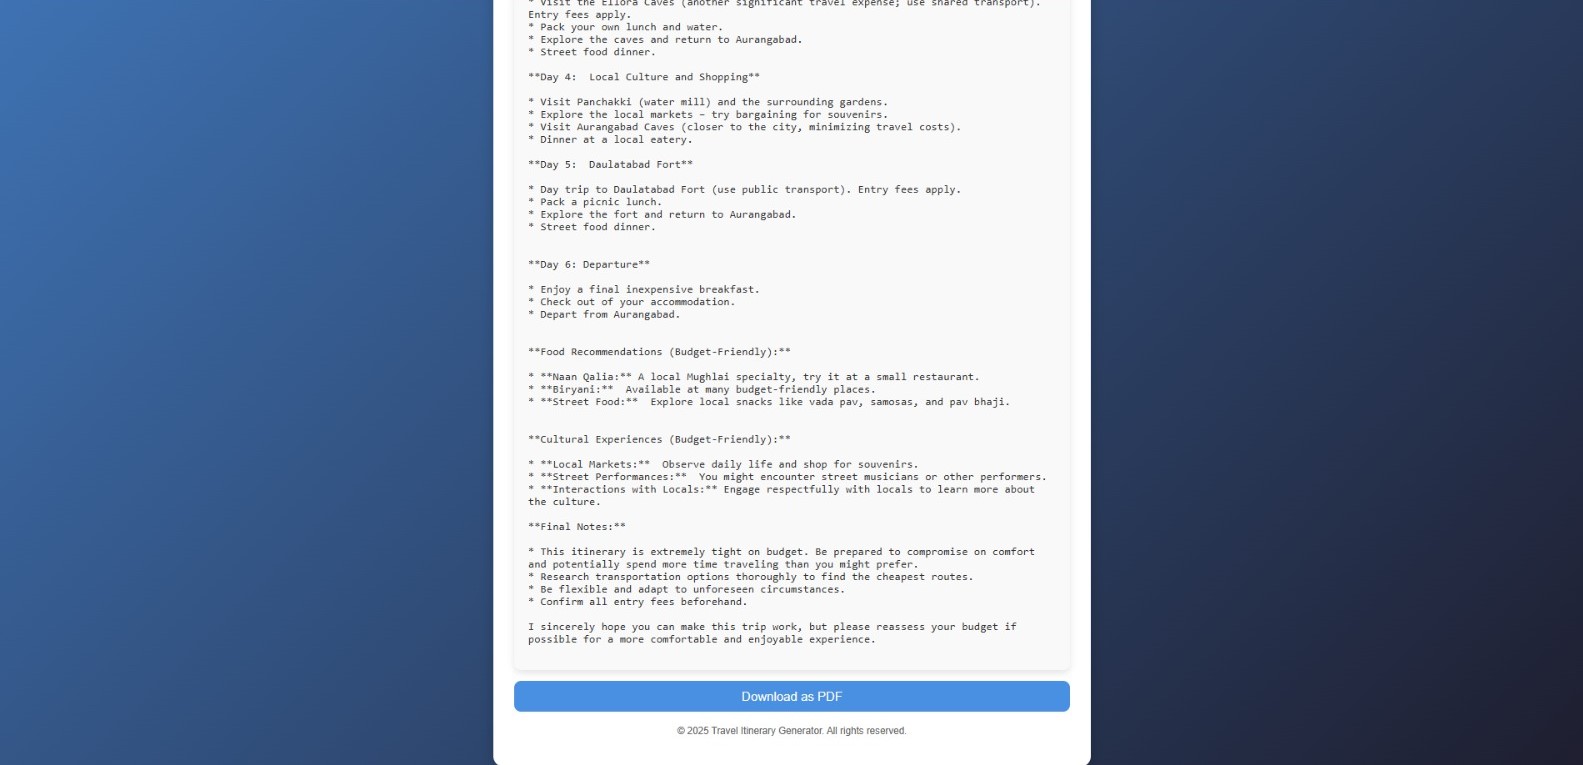 * Visit the Ellora Caves (another significant travel expense; use shared transport).
Entry fees apply.
* Pack your own lunch and water.
* Explore the caves and return to Aurangabad.
* Street food dinner.
**Day 4:  Local Culture and Shopping**
* Visit Panchakki (water mill) and the surrounding gardens.
* Explore the local markets – try bargaining for souvenirs.
* Visit Aurangabad Caves (closer to the city, minimizing travel costs).
* Dinner at a local eatery.
**Day 5:  Daulatabad Fort**
* Day trip to Daulatabad Fort (use public transport). Entry fees apply.
* Pack a picnic lunch.
* Explore the fort and return to Aurangabad.
* Street food dinner.
**Day 6: Departure**
* Enjoy a final inexpensive breakfast.
* Check out of your accommodation.
* Depart from Aurangabad.
**Food Recommendations (Budget-Friendly):**
* **Naan Qalia:** A local Mughlai specialty, try it at a small restaurant.
* **Biryani:**  Available at many budget-friendly places.
* **Street Food:**  Explore local snacks like vada pav, samosas, and pav bhaji.
**Cultural Experiences (Budget-Friendly):**
* **Local Markets:**  Observe daily life and shop for souvenirs.
* **Street Performances:**  You might encounter street musicians or other performers.
* **Interactions with Locals:** Engage respectfully with locals to learn more about
the culture.
**Final Notes:**
* This itinerary is extremely tight on budget. Be prepared to compromise on comfort
and potentially spend more time traveling than you might prefer.
* Research transportation options thoroughly to find the cheapest routes.
* Be flexible and adapt to unforeseen circumstances.
* Confirm all entry fees beforehand.
I sincerely hope you can make this trip work, but please reassess your budget if
possible for a more comfortable and enjoyable experience.
Download as PDF
© 2025 Travel Itinerary Generator. All rights reserved.